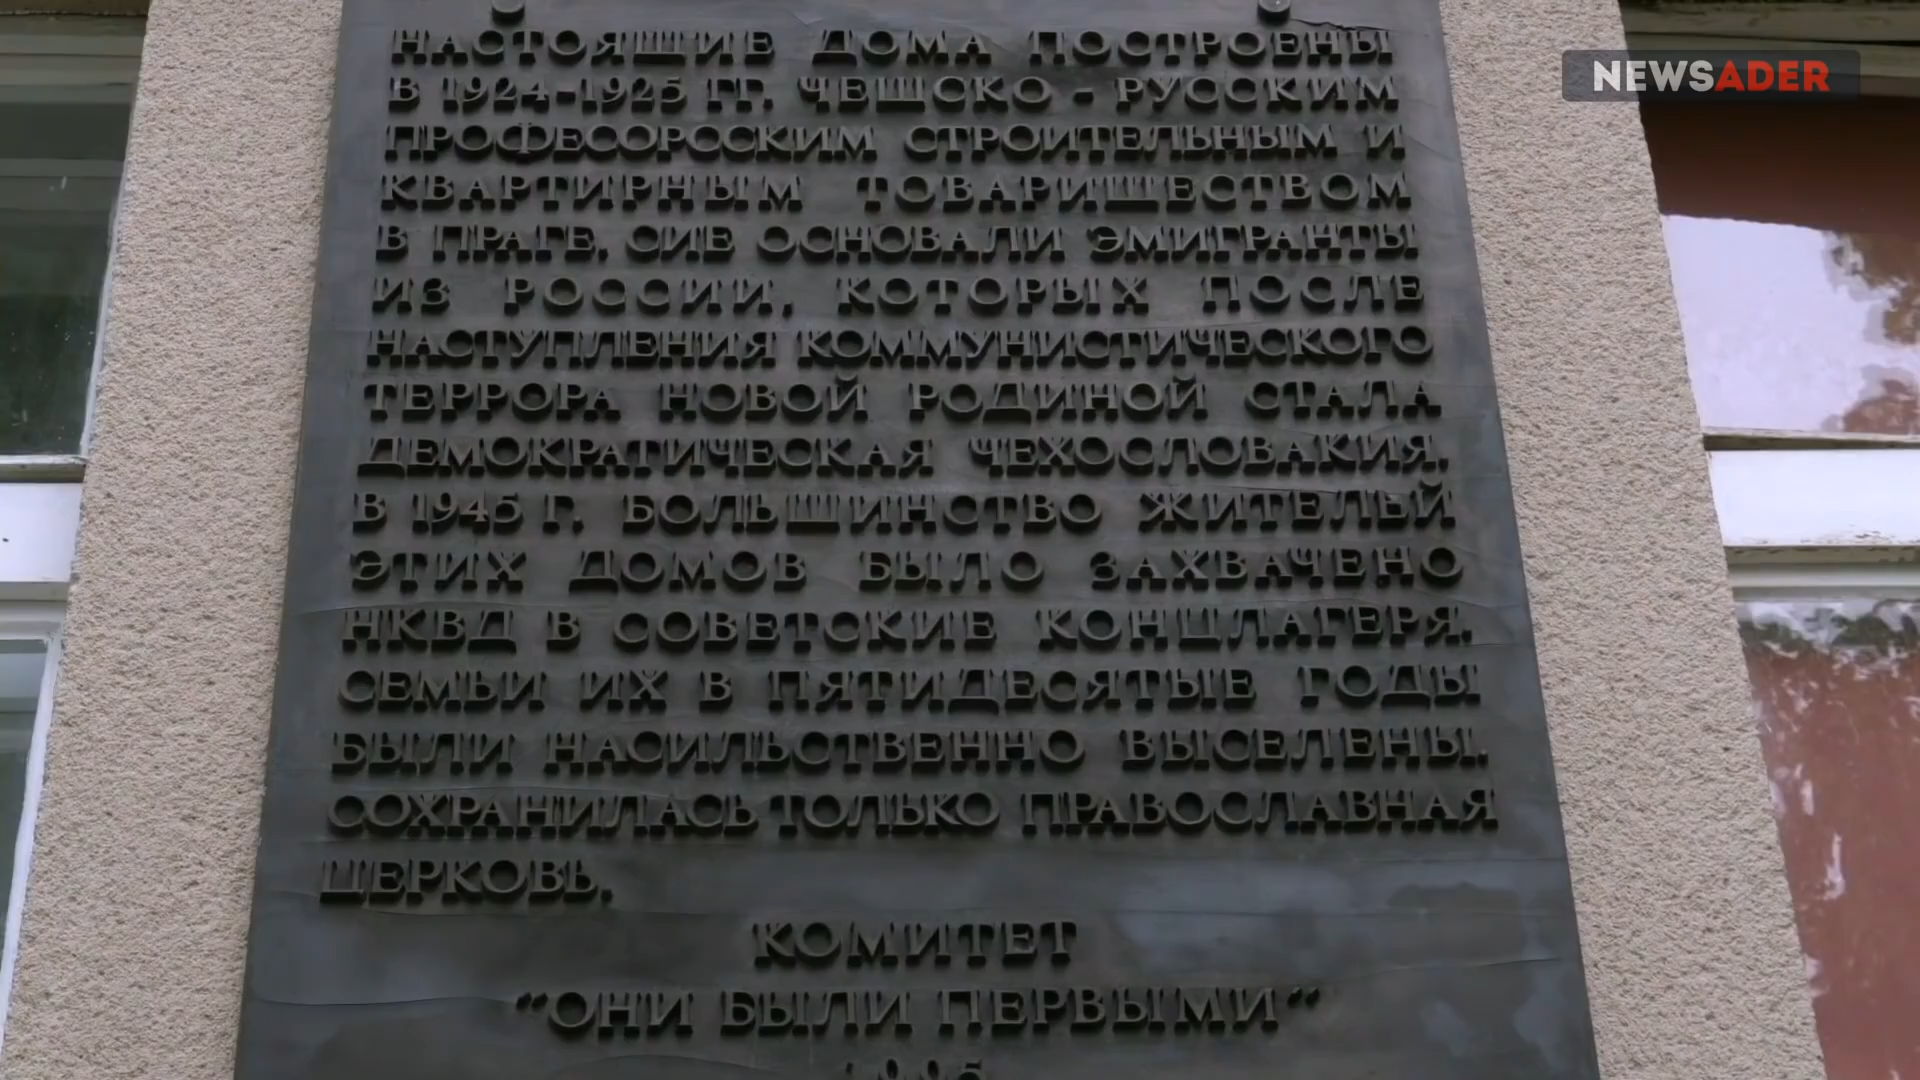 НАСТОЯЩИЕ ДОМА ПОСТРОЕНЫ
В 1924-1925 ГГ. ЧЕШСКО - РУССКИМ
ПРОФЕСОРССКИМ СТРОИТЕЛЬНЫМ И
КВАРТИРНЫМ ТОВАРИЩЕСТВОМ
В ПРАГЕ. СИЕ ОСНОВАЛИ ЭМИГРАНТЫ
ИЗ РОССИИ, КОТОРЫХ ПОСЛЕ
НАСТУПЛЕНИЯ КОММУНИСТИЧЕСКОГО
ТЕРРОРА НОВОЙ РОДИНОЙ СТАЛА
ДЕМОКРАТИЧЕСКАЯ ЧЕХОСЛОВАКИЯ.
В 1945 Г. БОЛЬШИНСТВО ЖИТЕЛЕЙ
ЭТИХ ДОМОВ БЫЛО ЗАХВАЧЕНО
НКВД В СОВЕТСКИЕ КОНЦЛАГЕРЯ.
СЕМЬИ ИХ В ПЯТИДЕСЯТЫЕ ГОДЫ
БЫЛИ НАСИЛЬСТВЕННО ВЫСЕЛЕНЫ.
СОХРАНИЛАСЬ ТОЛЬКО ПРАВОСЛАВНАЯ
ЦЕРКОВЬ.
КОМИТЕТ
“ОНИ БЫЛИ ПЕРВЫМИ“
1995
NEWSADER